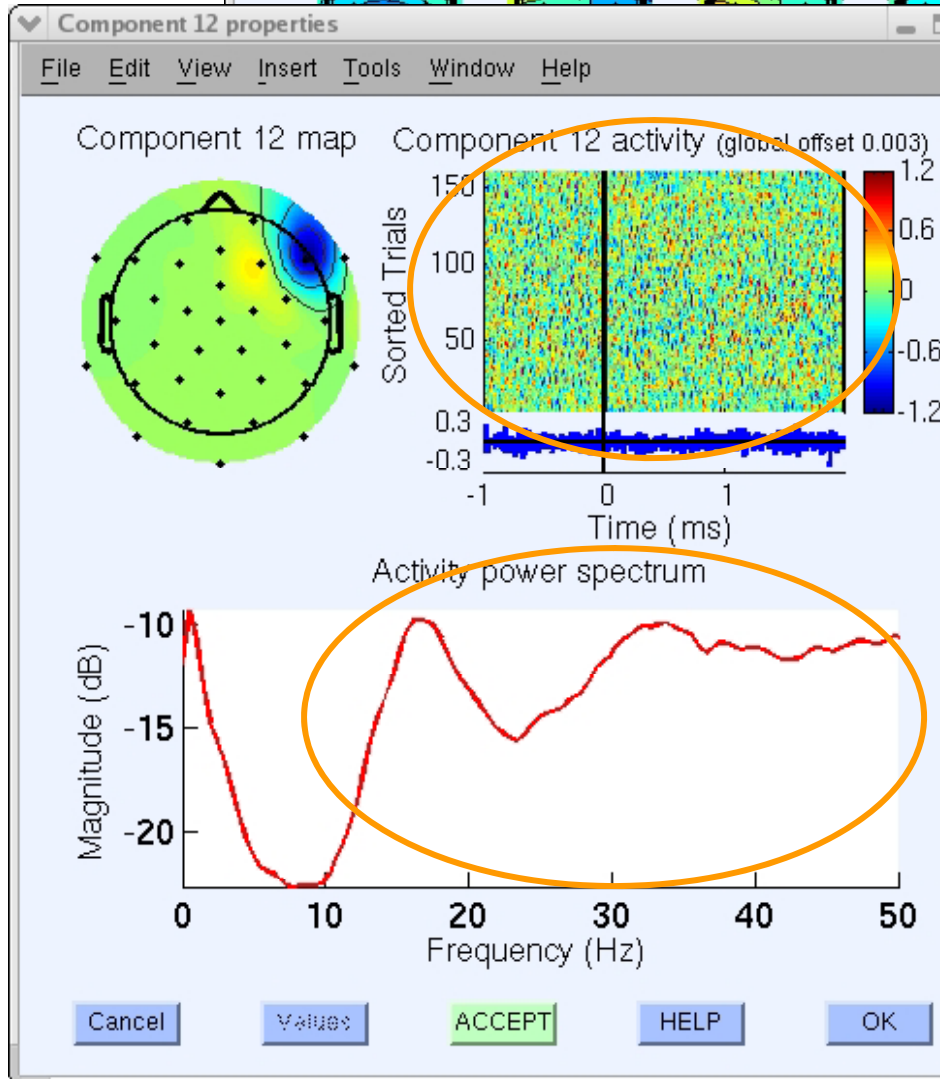 Component 12 properties
File Edit View Insert Tools Window Help
Component 12 map
Component 12 activity (global offset 0.003)
Sorted Trials
150
100
50
0.3
-0.3
1.2
0.6
0
-0.6
-1.2
-1 0 1
Time (ms)
Activity power spectrum
Magnitude (dB)
-10
-15
-20
0 10 20 30 40 50
Frequency (Hz)
Cancel Values ACCEPT HELP OK